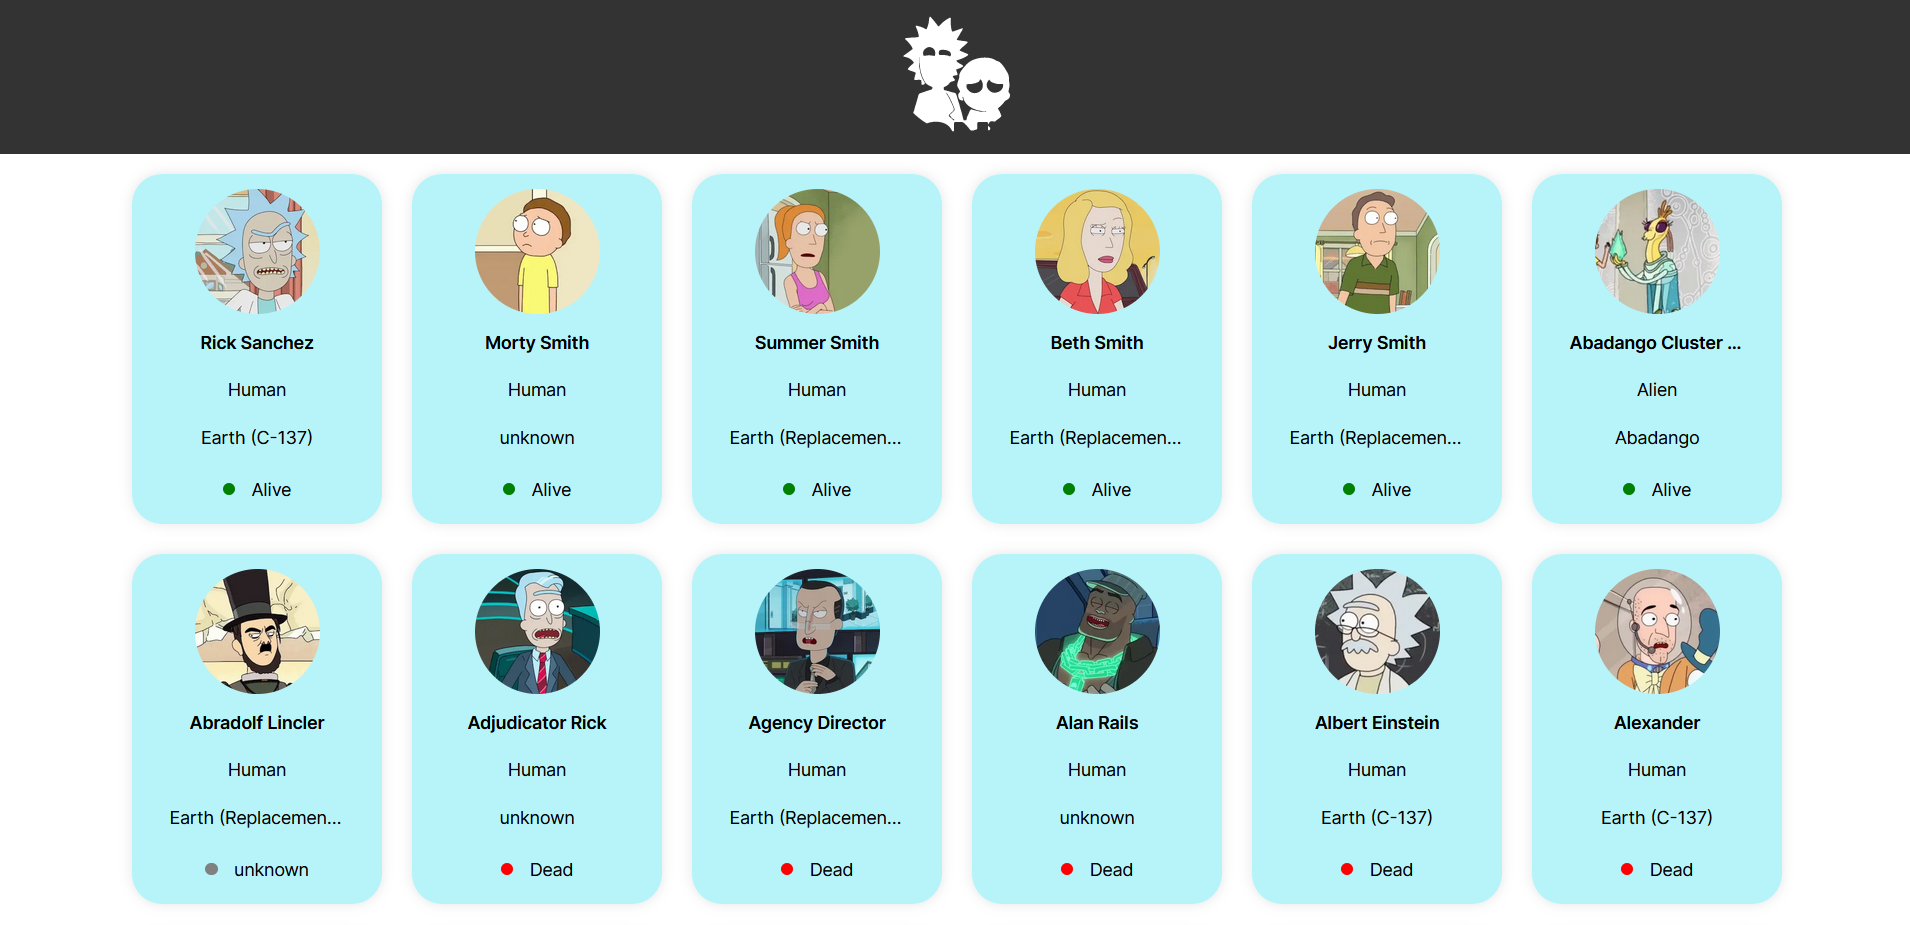 Rick Sanchez
Human
Earth (C-137)
Alive
Morty Smith
Human
unknown
Alive
Summer Smith
Human
Earth (Replacemen...
Alive
Beth Smith
Human
Earth (Replacemen...
Alive
Jerry Smith
Human
Earth (Replacemen...
Alive
Abadango Cluster ...
Alien
Abadango
Alive
Abradolf Lincler
Human
Earth (Replacemen...
unknown
Adjudicator Rick
Human
unknown
Dead
Agency Director
Human
Earth (Replacemen...
Dead
Alan Rails
Human
unknown
Dead
Albert Einstein
Human
Earth (C-137)
Dead
Alexander
Human
Earth (C-137)
Dead